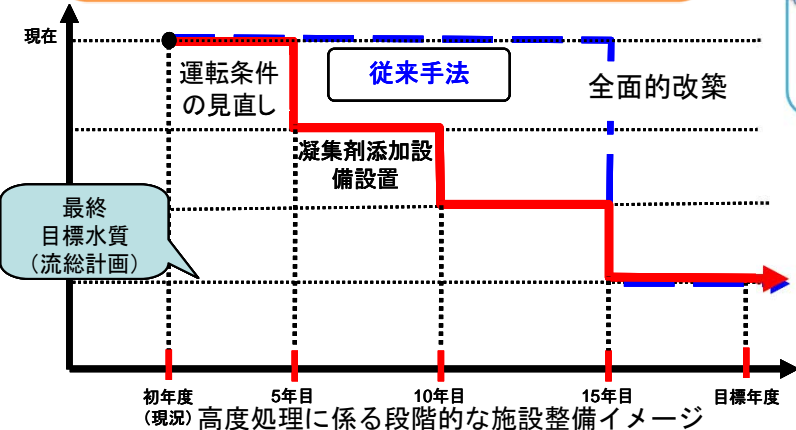 現在
運転条件
の見直し
従来手法
全面的改築
凝集剤添加設
備設置
最終
目標水質
(流総計画)
初年度
(現況)
5年目
10年目
15年目
目標年度
高度処理に係る段階的な施設整備イメージ